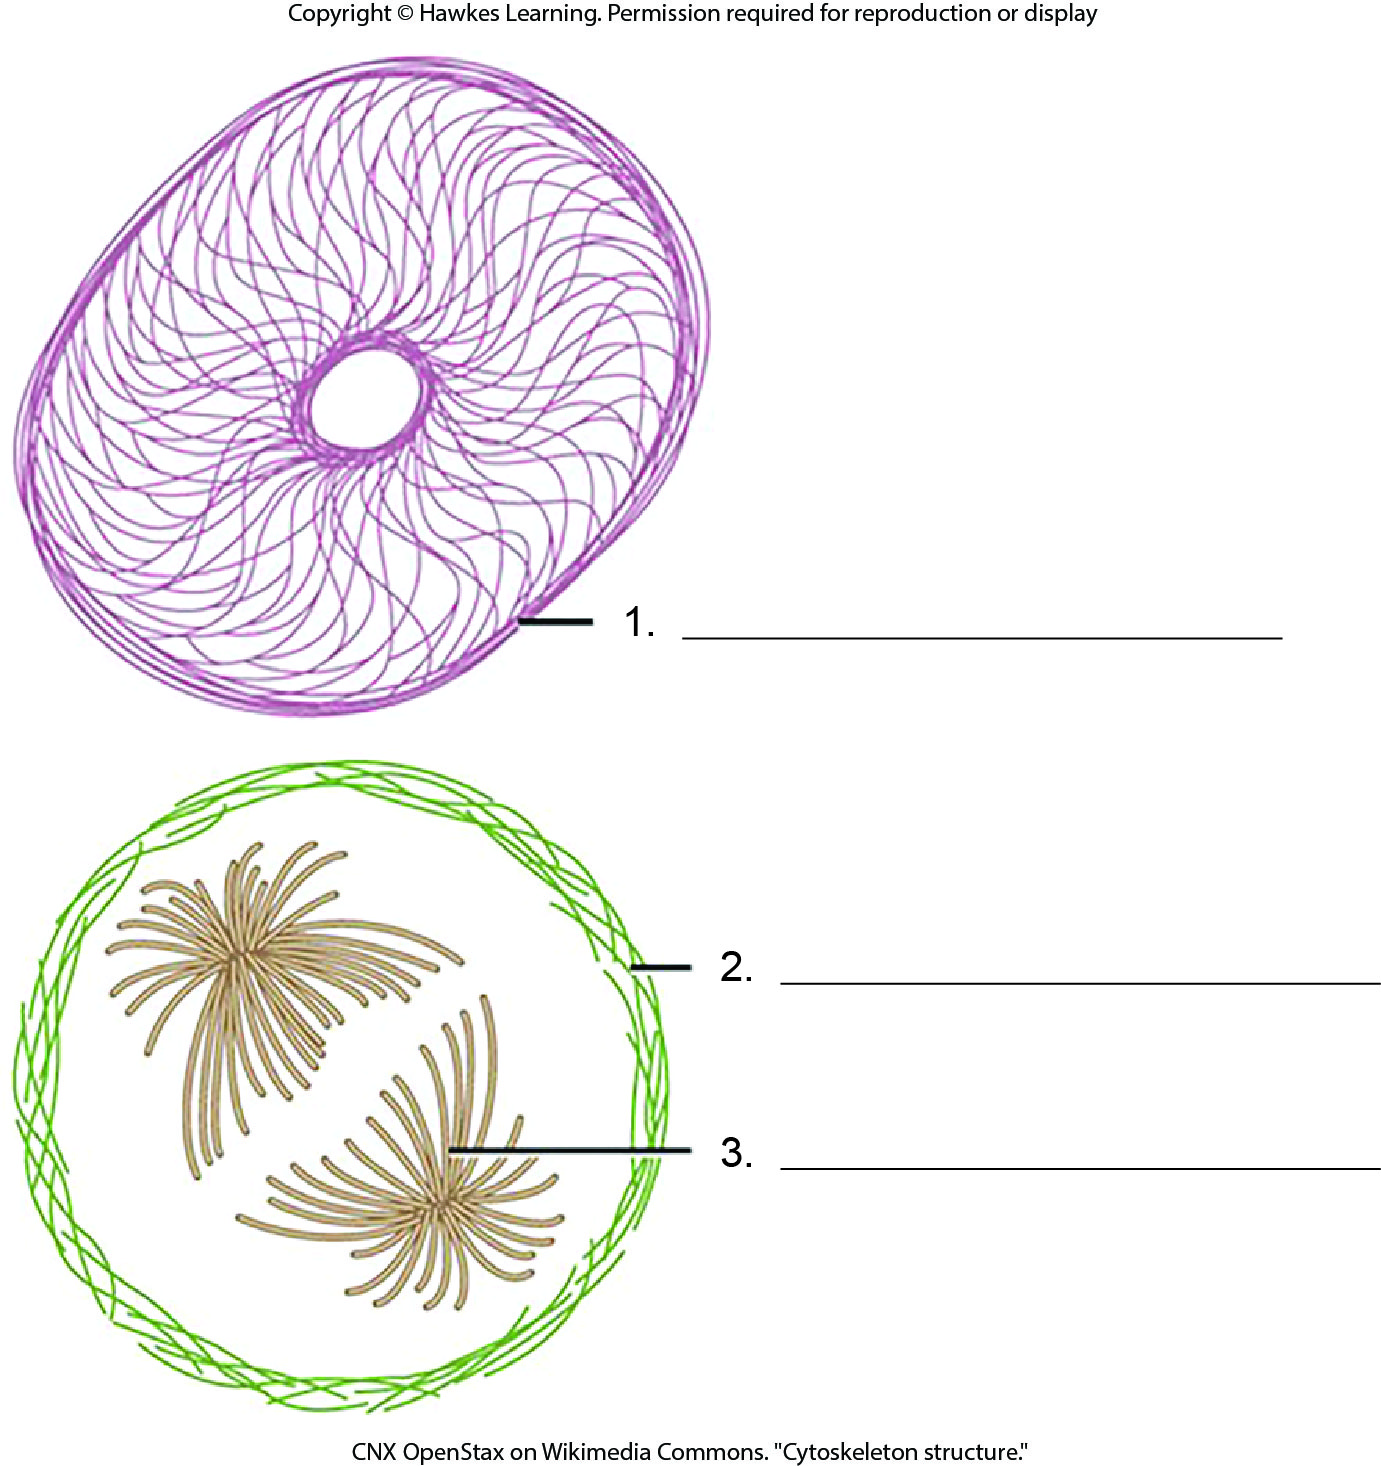 Copyright © Hawkes Learning. Permission required for reproduction or display
1.
2.
3.
CNX OpenStax on Wikimedia Commons. "Cytoskeleton structure."